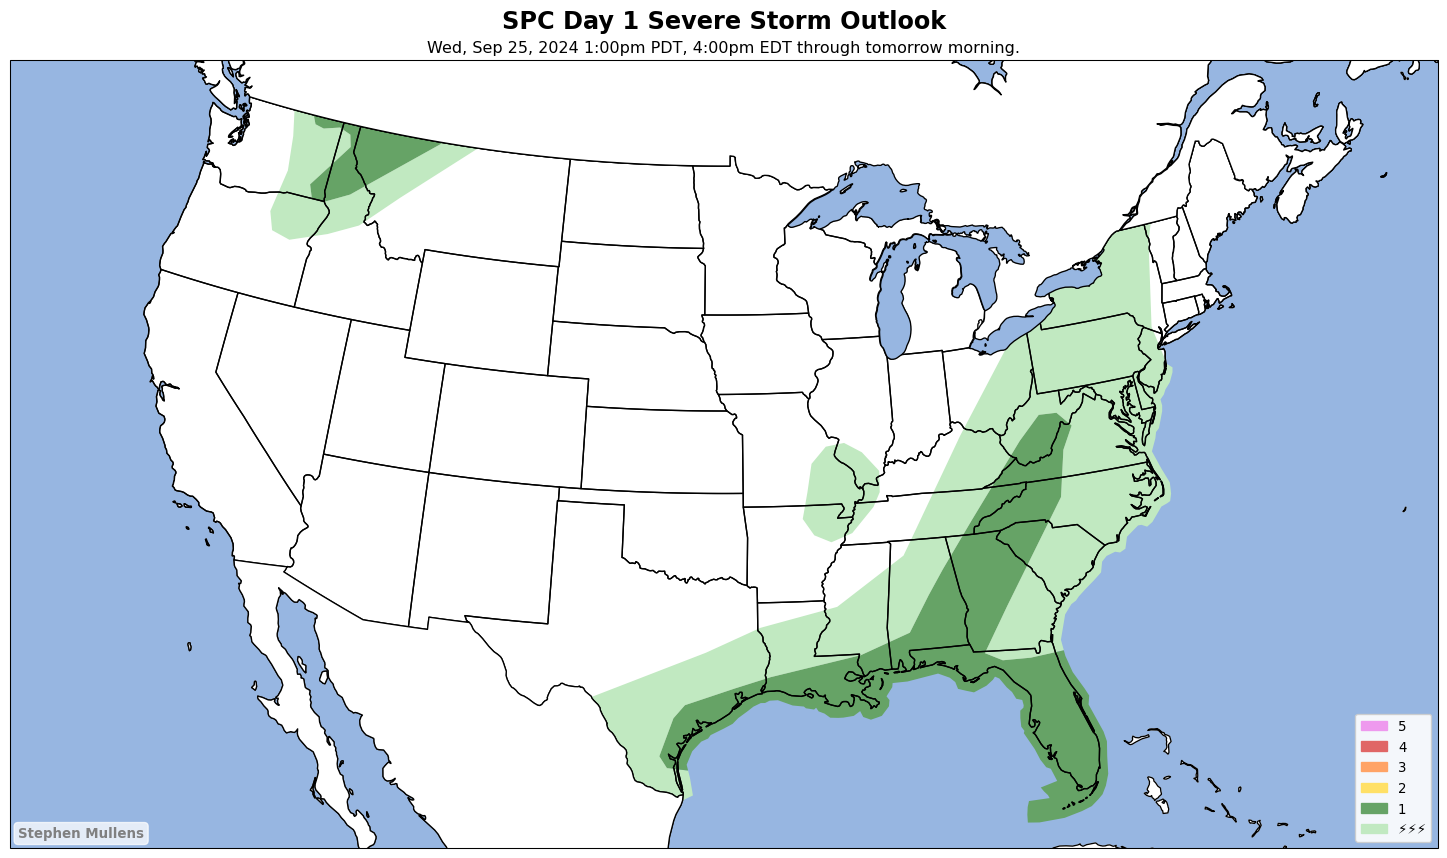 SPC Day 1 Severe Storm Outlook
Wed, Sep 25, 2024 1:00pm PDT, 4:00pm EDT through tomorrow morning.
5
4
3
2
1
⚡⚡⚡
Stephen Mullens